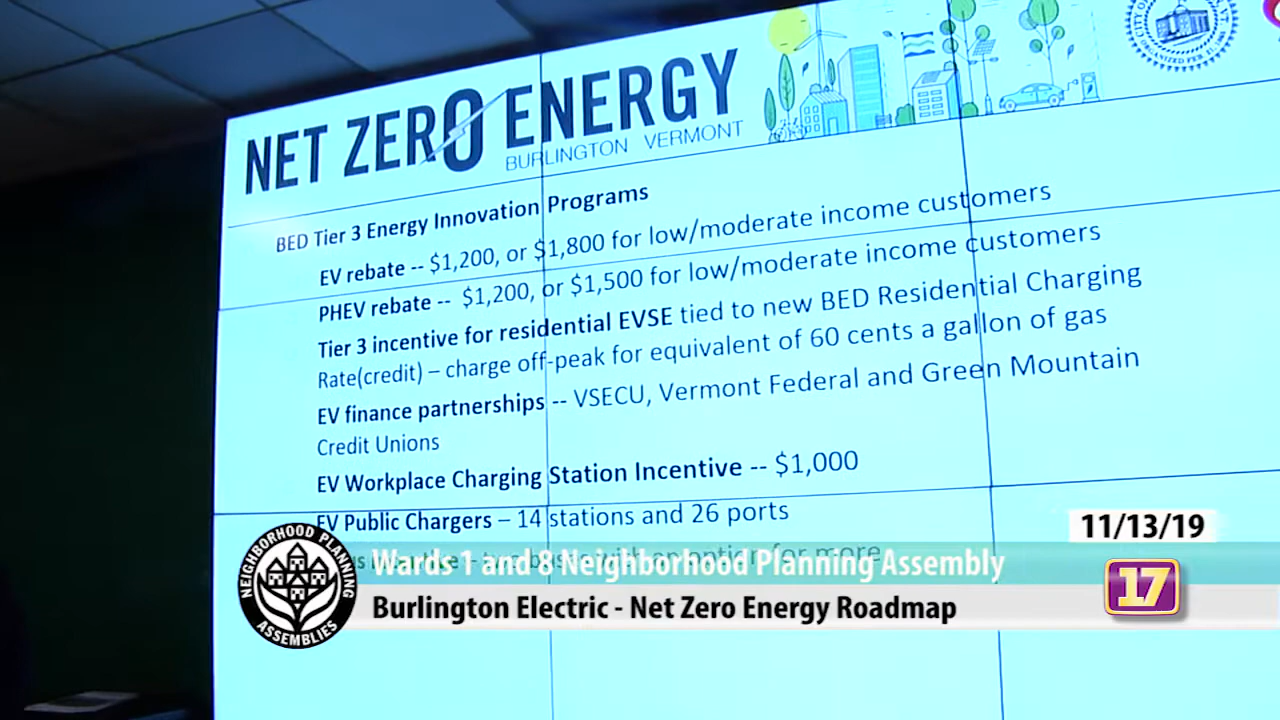 NET ZERO ENERGY
BURLINGTON VERMONT
BED Tier 3 Energy Innovation Programs
EV rebate -- $1,200, or $1,800 for low/moderate income customers
PHEV rebate -- $1,200, or $1,500 for low/moderate income customers
Tier 3 incentive for residential EVSE tied to new BED Residential Charging
Rate(credit) – charge off-peak for equivalent of 60 cents a gallon of gas
EV finance partnerships -- VSECU, Vermont Federal and Green Mountain
Credit Unions
EV Workplace Charging Station Incentive -- $1,000
EV Public Chargers – 14 stations and 26 ports
option for more
11/13/19
NEIGHBORHOOD PLANNING
ASSEMBLIES
Wards 1 and 8 Neighborhood Planning Assembly
Burlington Electric - Net Zero Energy Roadmap
17